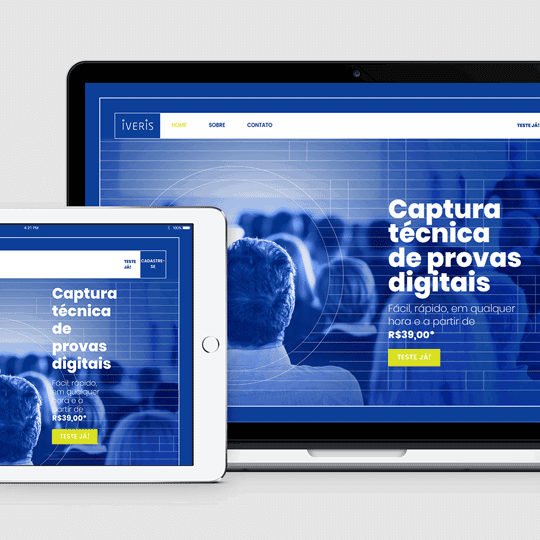 iVERiS
HOME SOBRE CONTATO TESTE JÁ!
Captura
técnica
de provas
digitais
Fácil, rápido, em qualquer
hora e a partir de
R$39,00*
TESTE JÁ!
4:21 PM 100%
TESTE
JÁ!
CADASTRE-
SE
Captura
técnica
de
provas
digitais
Fácil, rápido,
em qualquer
hora e a
partir de
R$39,00*
TESTE JÁ!